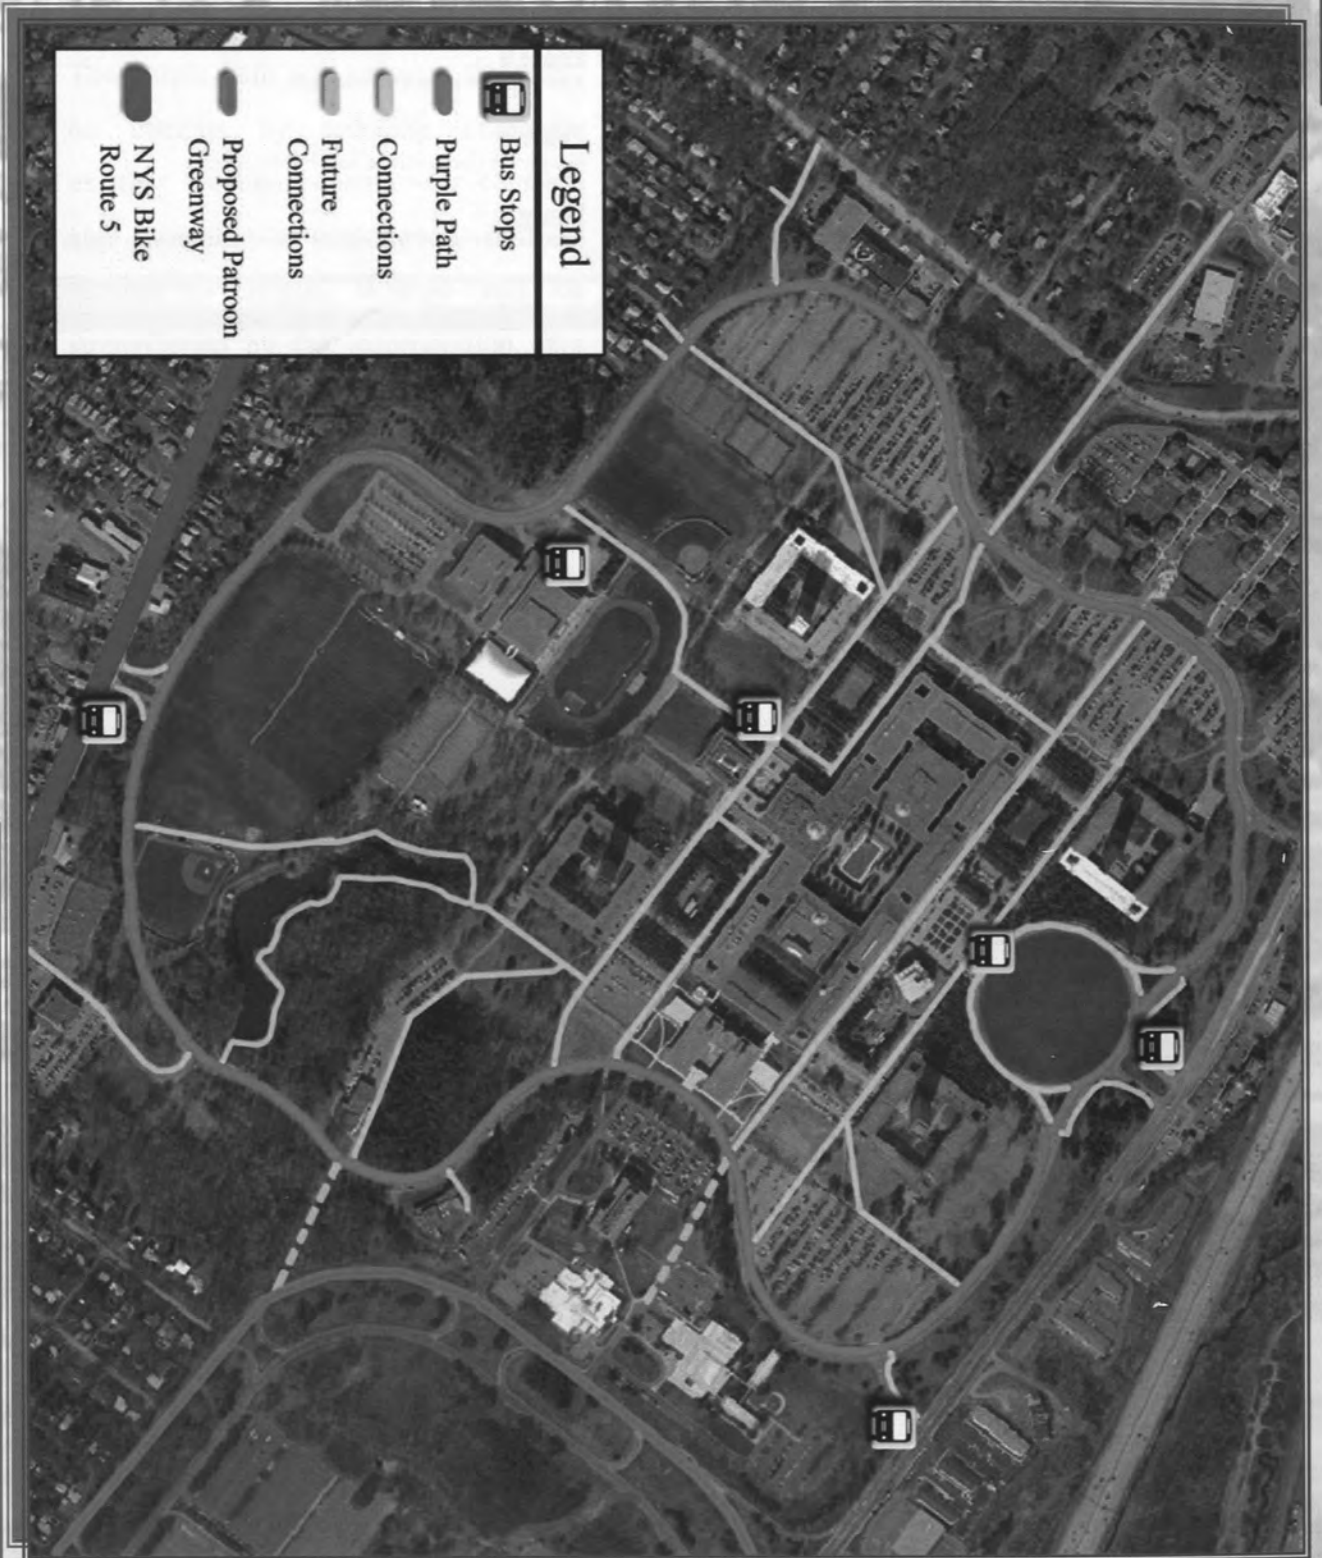 Legend
Bus Stops
Purple Path
Connections
Future
Connections
Proposed Patroon
Greenway
NYS Bike
Route 5